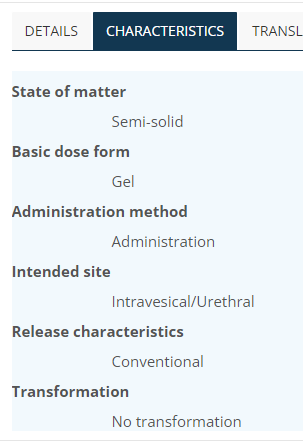 DETAILS CHARACTERISTICS TRANSL
State of matter
Semi-solid
Basic dose form
Gel
Administration method
Administration
Intended site
Intravesical/Urethral
Release characteristics
Conventional
Transformation
No transformation